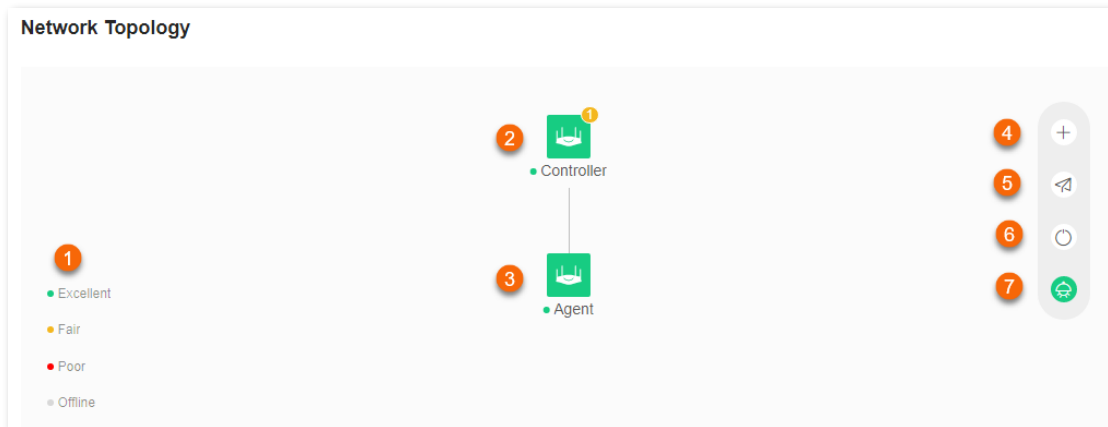 Network Topology
1
2
4
Controller
5
6
1
3
7
Excellent
Agent
Fair
Poor
Offline